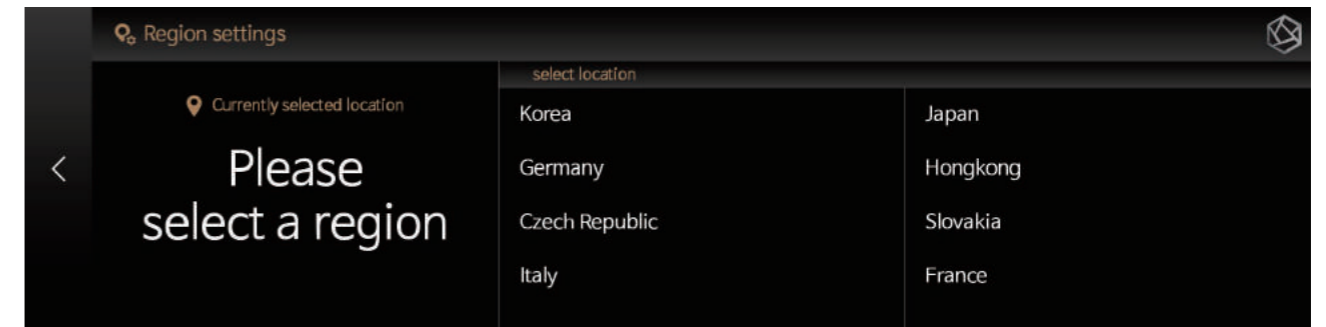 Region settings
Currently selected location
Please
select a region
select location
Korea
Japan
Germany
Hongkong
Czech Republic
Slovakia
Italy
France